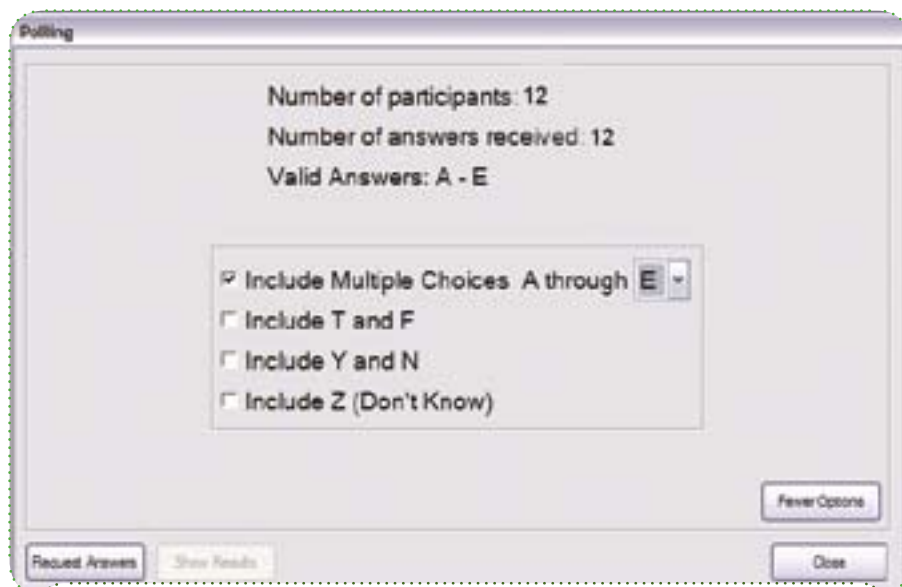 Polling
Number of participants: 12
Number of answers received: 12
Valid Answers: A - E
Include Multiple Choices A through E
Include T and F
Include Y and N
Include Z (Don't Know)
Fewer Options
Request Answers Show Results Close